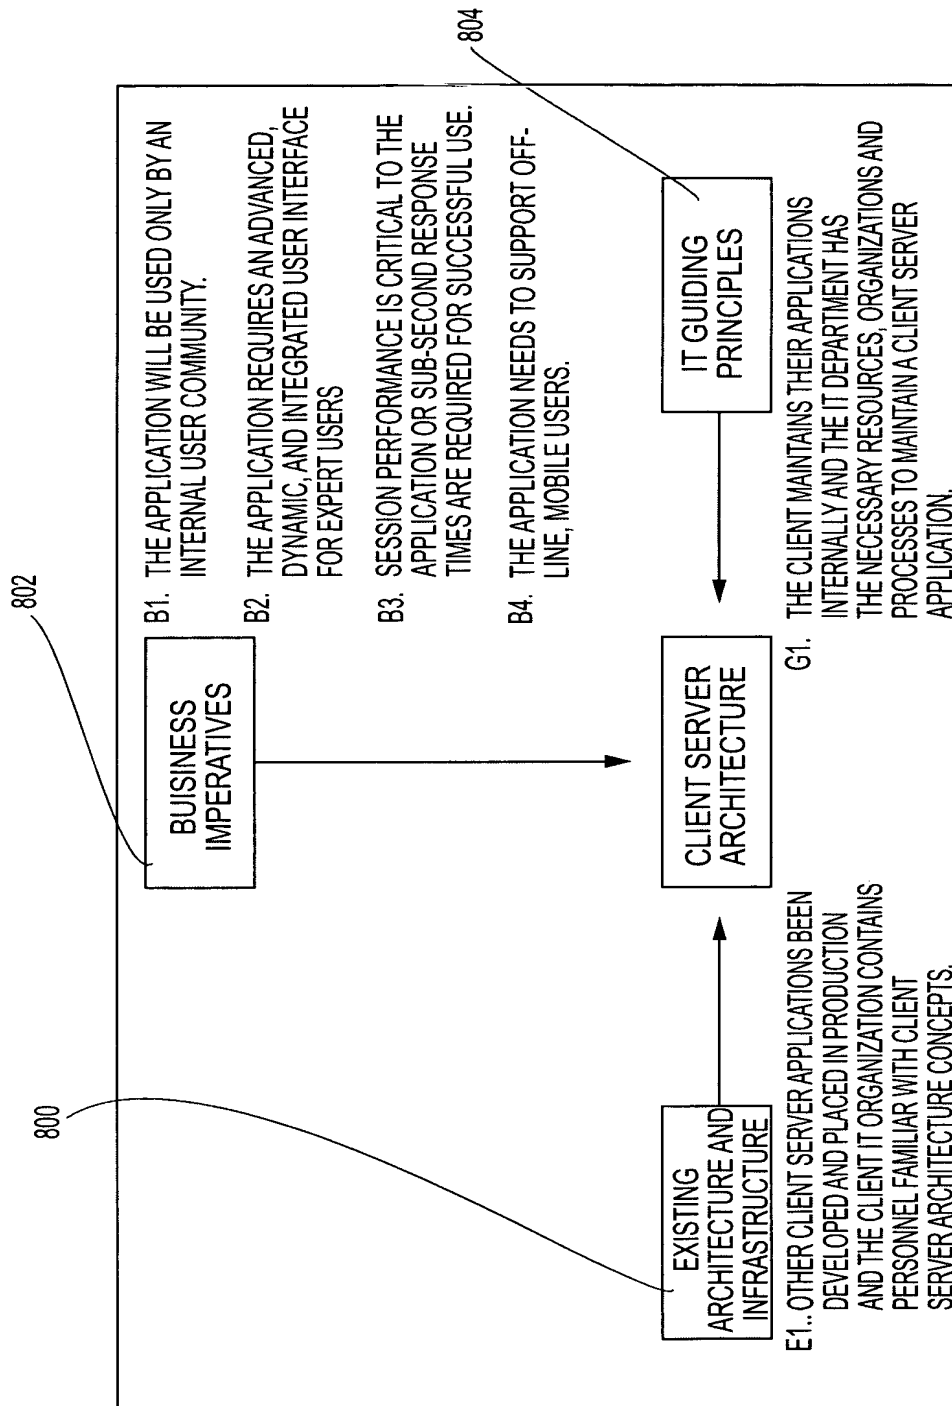 802
BUISINESS
IMPERATIVES
B1. THE APPLICATION WILL BE USED ONLY BY AN
INTERNAL USER COMMUNITY.
B2. THE APPLICATION REQUIRES AN ADVANCED,
DYNAMIC, AND INTEGRATED USER INTERFACE
FOR EXPERT USERS
B3. SESSION PERFORMANCE IS CRITICAL TO THE
APPLICATION OR SUB-SECOND RESPONSE
TIMES ARE REQUIRED FOR SUCCESSFUL USE.
B4. THE APPLICATION NEEDS TO SUPPORT OFF-
LINE, MOBILE USERS.
800
EXISTING
ARCHITECTURE AND
INFRASTRUCTURE
CLIENT SERVER
ARCHITECTURE
IT GUIDING
PRINCIPLES
804
E1.. OTHER CLIENT SERVER APPLICATIONS BEEN
DEVELOPED AND PLACED IN PRODUCTION
AND THE CLIENT IT ORGANIZATION CONTAINS
PERSONNEL FAMILIAR WITH CLIENT
SERVER ARCHITECTURE CONCEPTS.
G1. THE CLIENT MAINTAINS THEIR APPLICATIONS
INTERNALLY AND THE IT DEPARTMENT HAS
THE NECESSARY RESOURCES, ORGANIZATIONS AND
PROCESSES TO MAINTAIN A CLIENT SERVER
APPLICATION.